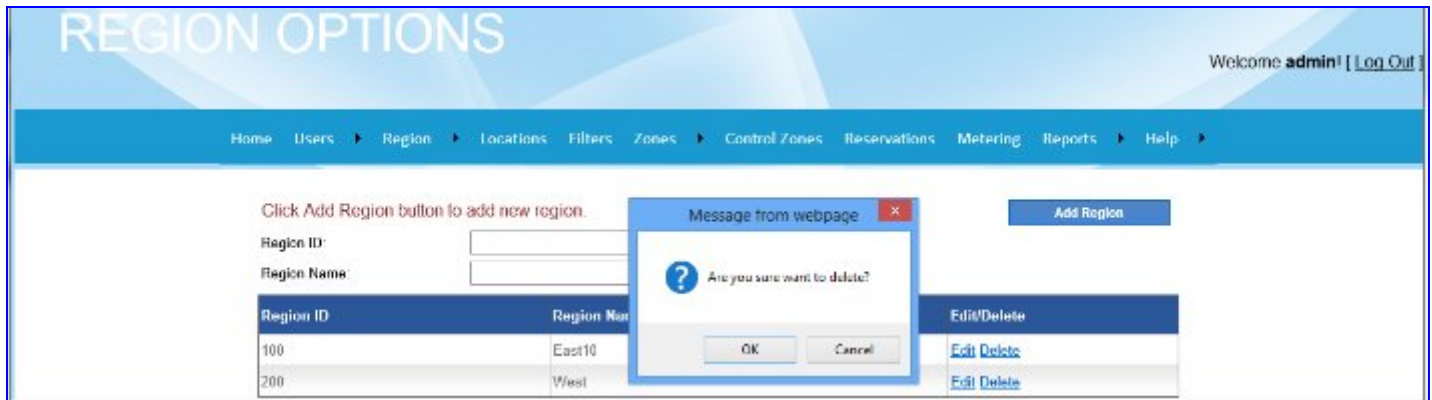 REGION OPTIONS
Welcome admin! [ Log Out ]
Home Users Region Locations Filters Zones Control Zones Reservations Metering Reports Help
Click Add Region button to add new region.
Add Region
Region ID:
Region Name:
Message from webpage
x
Are you sure want to delete?
OK Cancel
Region ID Region Nar Edit/Delete
100 East10 Edit Delete
200 West Edit Delete